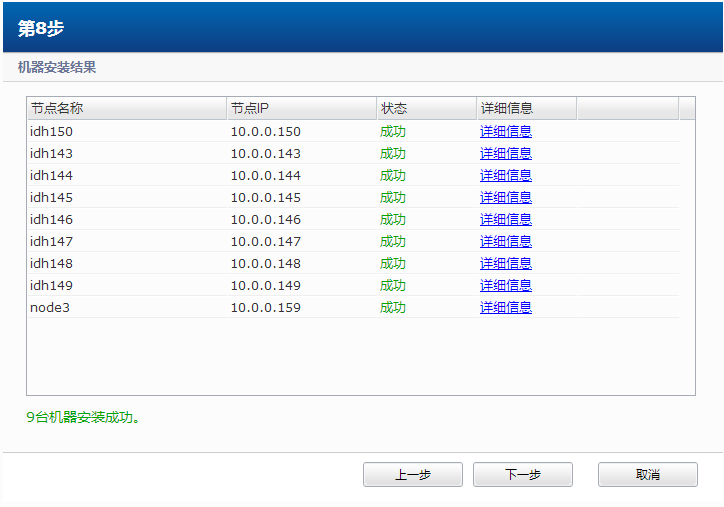 第8步
机器安装结果
节点名称 节点IP 状态 详细信息
idh150 10.0.0.150 成功 详细信息
idh143 10.0.0.143 成功 详细信息
idh144 10.0.0.144 成功 详细信息
idh145 10.0.0.145 成功 详细信息
idh146 10.0.0.146 成功 详细信息
idh147 10.0.0.147 成功 详细信息
idh148 10.0.0.148 成功 详细信息
idh149 10.0.0.149 成功 详细信息
node3 10.0.0.159 成功 详细信息
9台机器安装成功。
上一步 下一步 取消